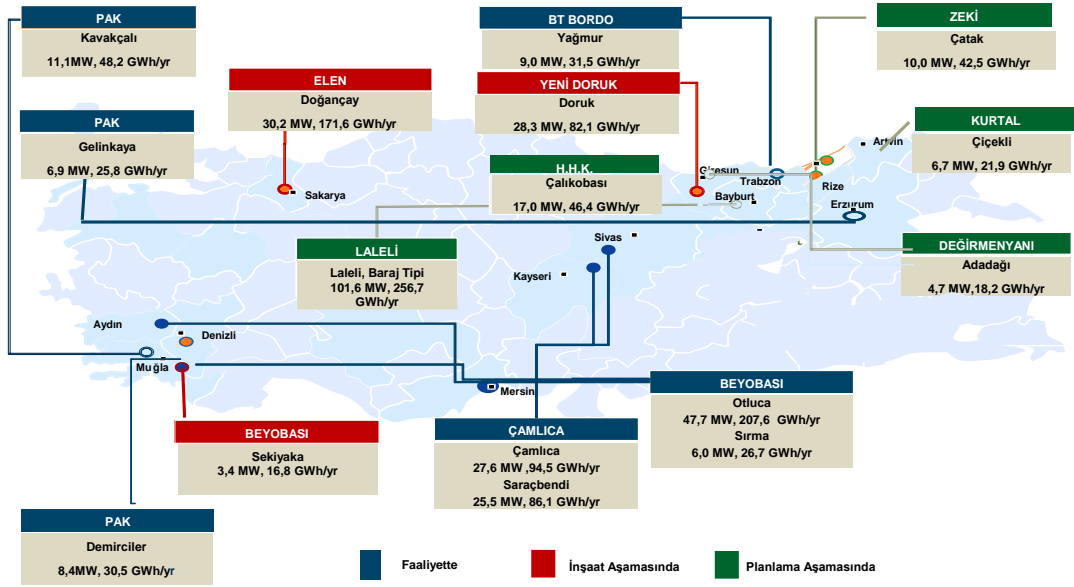 PAK
Kavakçalı
11,1MW, 48,2 GWh/yr
BT BORDO
Yağmur
9,0 MW, 31,5 GWh/yr
ZEKİ
Çatak
10,0 MW, 42,5 GWh/yr
ELEN
Doğançay
30,2 MW, 171,6 GWh/yr
YENİ DORUK
Doruk
28,3 MW, 82,1 GWh/yr
PAK
Gelinkaya
6,9 MW, 25,8 GWh/yr
KURTAL
Çiçekli
6,7 MW, 21,9 GWh/yr
Artvin
H.H.K.
Çalıkobası
17,0 MW, 46,4 GWh/yr
Giresun
Trabzon
Rize
Bayburt
Erzurum
Sakarya
LALELİ
Laleli, Baraj Tipi
101,6 MW, 256,7
GWh/yr
Sivas
Kayseri
DEĞİRMENYANI
Adadağı
4,7 MW,18,2 GWh/yr
Aydın
Denizli
Muğla
Mersin
BEYOBASI
Otluca
47,7 MW, 207,6 GWh/yr
Sırma
6,0 MW, 26,7 GWh/yr
BEYOBASI
Sekiyaka
3,4 MW, 16,8 GWh/yr
ÇAMLICA
Çamlıca
27,6 MW ,94,5 GWh/yr
Saraçbendi
25,5 MW, 86,1 GWh/yr
PAK
Demirciler
8,4MW, 30,5 GWh/yr
Faaliyette
İnşaat Aşamasında
Planlama Aşamasında